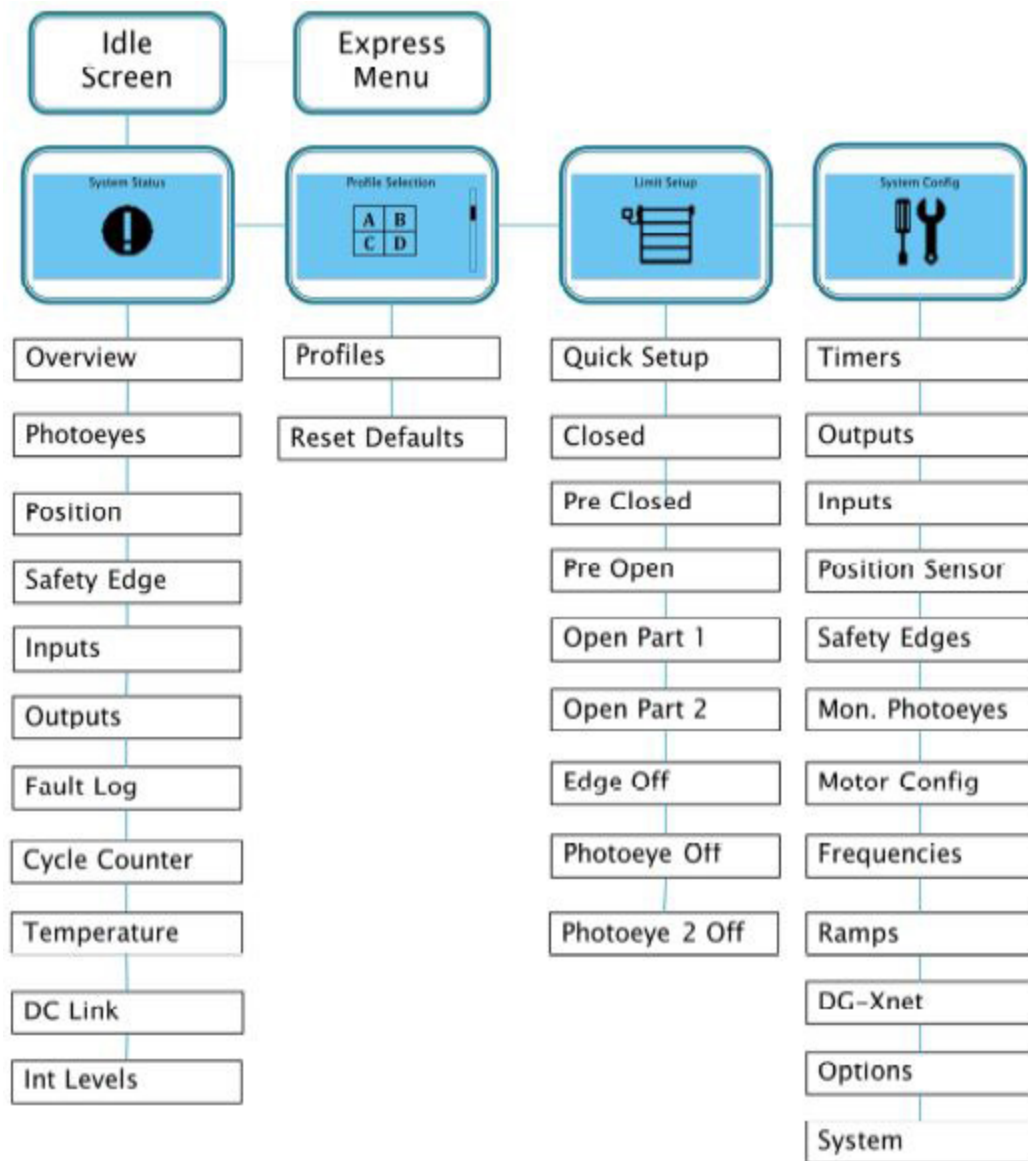 Idle
Screen
Express
Menu
System Status
Profile Selection
A B
C D
Limit Setup
System Config
Overview
Photoeyes
Position
Safety Edge
Inputs
Outputs
Fault Log
Cycle Counter
Temperature
DC Link
Int Levels
Profiles
Reset Defaults
Quick Setup
Closed
Pre Closed
Pre Open
Open Part 1
Open Part 2
Edge Off
Photoeye Off
Photoeye 2 Off
Timers
Outputs
Inputs
Position Sensor
Safety Edges
Mon. Photoeyes
Motor Config
Frequencies
Ramps
DG-Xnet
Options
System